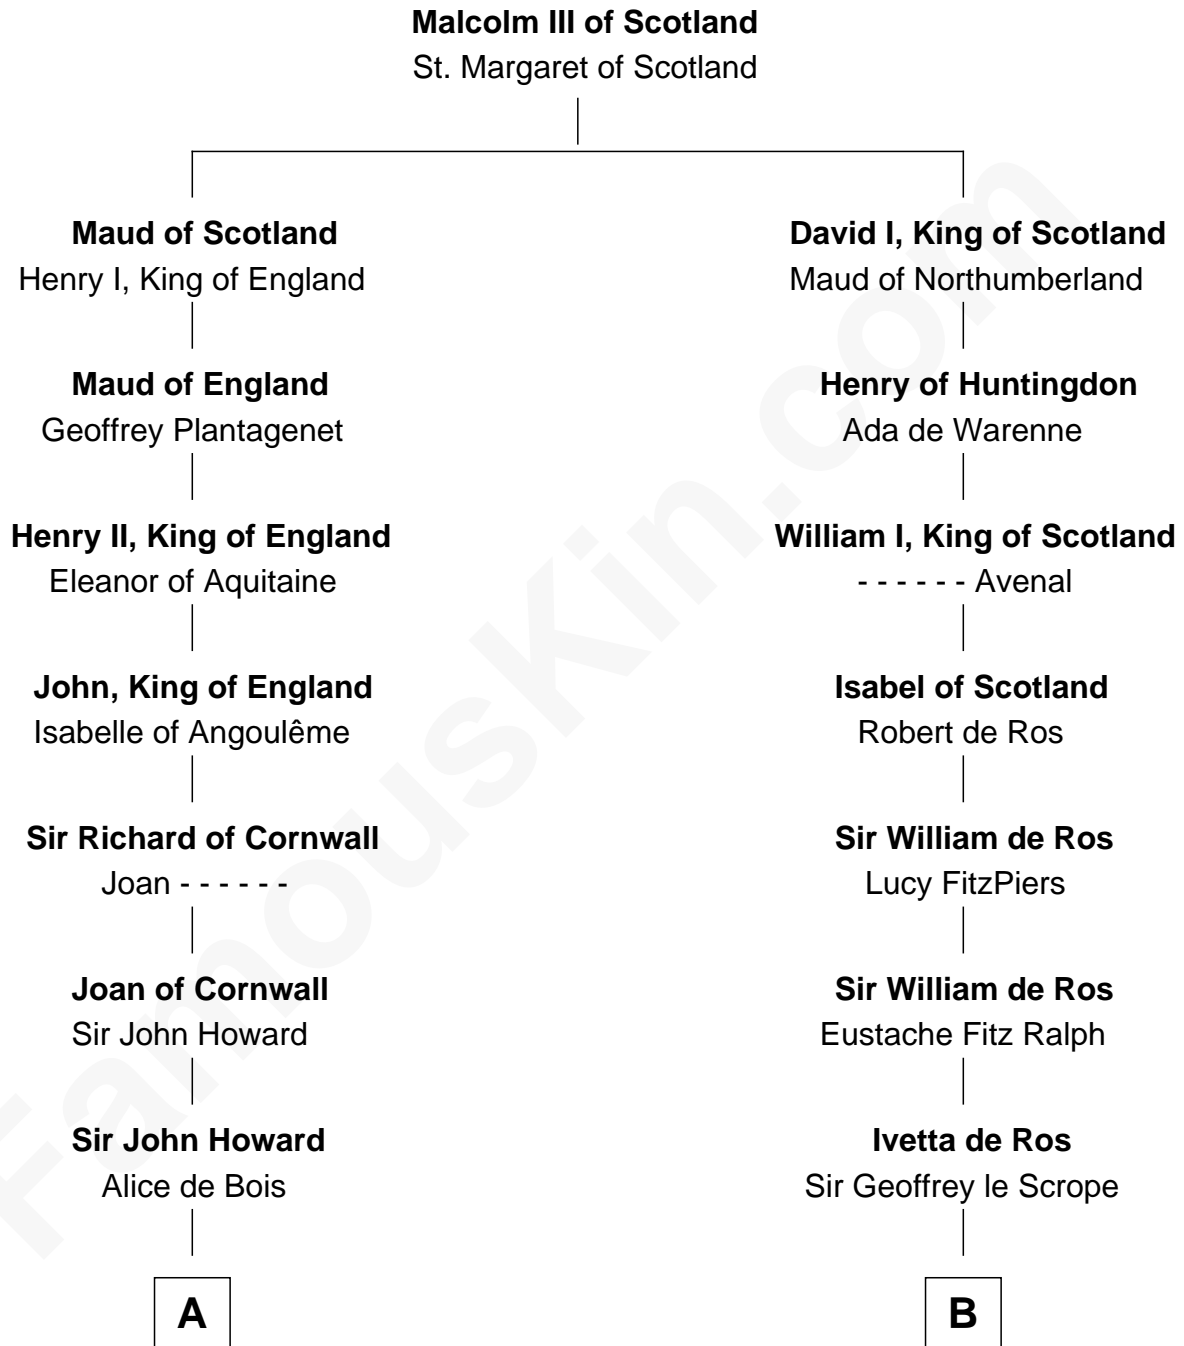 Malcolm III of Scotland
St. Margaret of Scotland
Maud of Scotland
Henry I, King of England
David I, King of Scotland
Maud of Northumberland
Maud of England
Geoffrey Plantagenet
Henry of Huntingdon
Ada de Warenne
Henry II, King of England
Eleanor of Aquitaine
William I, King of Scotland
- - - - - - Avenal
John, King of England
Isabelle of Angoulême
Isabel of Scotland
Robert de Ros
Sir Richard of Cornwall
Joan - - - - - -
Sir William de Ros
Lucy FitzPiers
Joan of Cornwall
Sir John Howard
Sir William de Ros
Eustache Fitz Ralph
Sir John Howard
Alice de Bois
Ivetta de Ros
Sir Geoffrey le Scrope
A
B
FamousKin.com